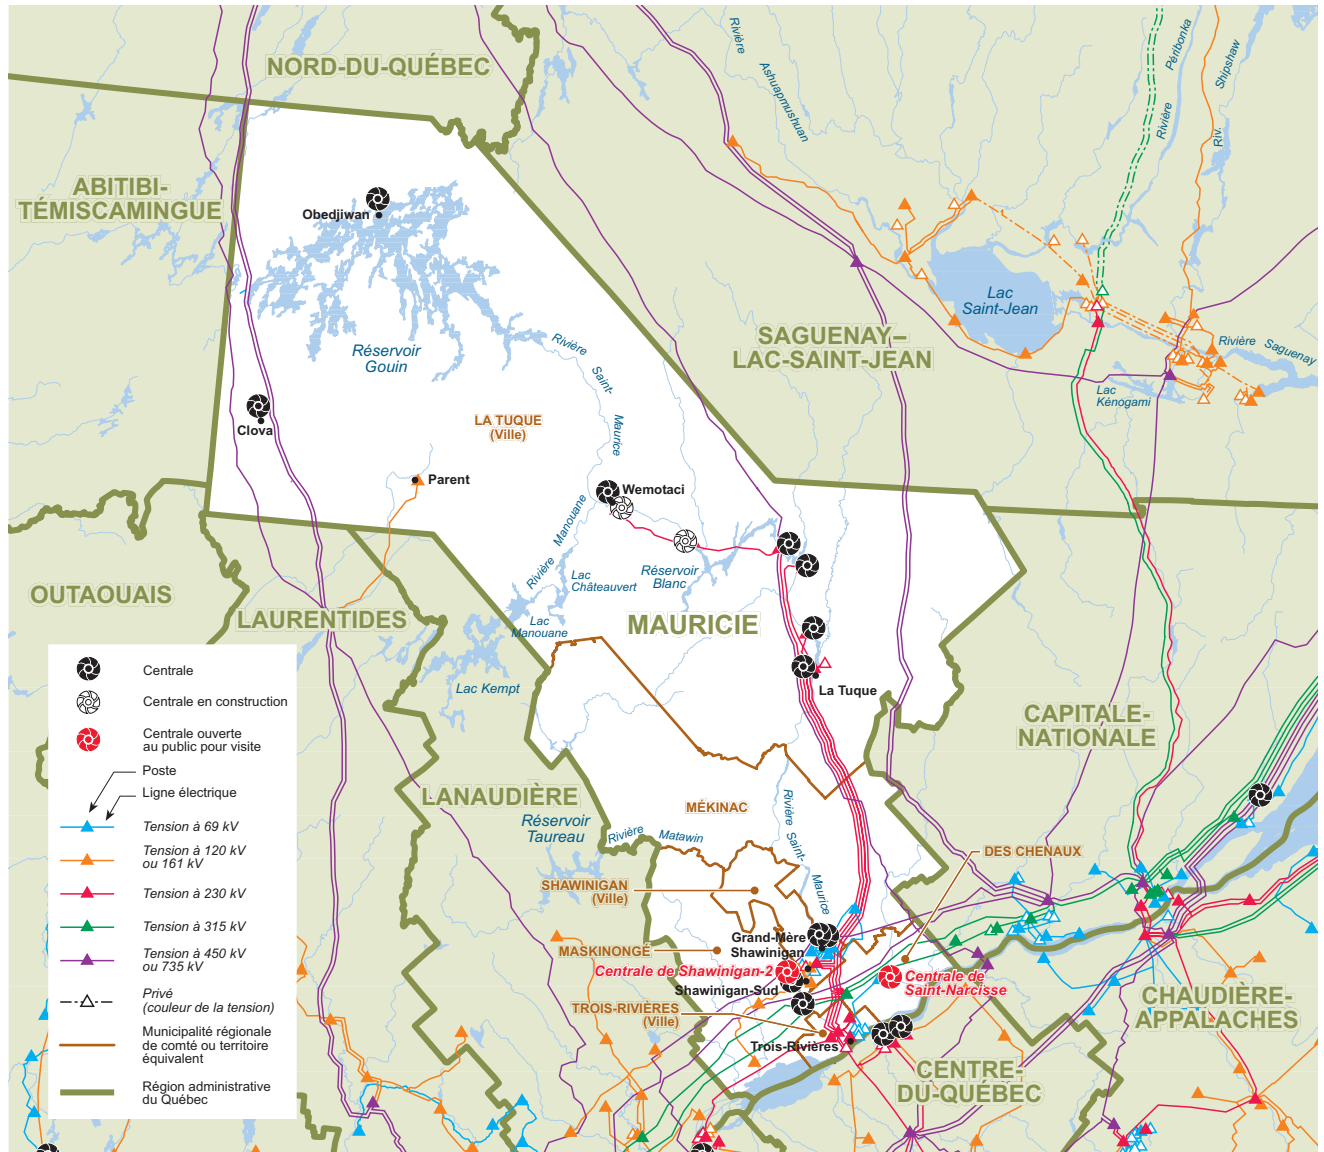 NORD-DU-QUÉBEC
Rivière
Ashuapmushuan
Rivière
Péribonka
Riv.
Shipshaw
ABITIBI-
TÉMISCAMINGUE
Obedjiwan
Réservoir
Gouin
Rivière
Saint-
Maurice
Lac
Saint-Jean
SAGUENAY–
LAC-SAINT-JEAN
Rivière
Saguenay
Lac
Kénogami
LA TUQUE
(Ville)
Clova
Parent
Wemotaci
Rivière
Manouane
Réservoir
Blanc
Lac
Châteauvert
Lac
Manouane
OUTAOUAIS
LAURENTIDES
MAURICIE
Lac Kempt
La Tuque
CAPITALE-
NATIONALE
LANAUDIÈRE
Réservoir
Taureau
MÉKINAC
Rivière
Matawin
Rivière
Saint-
Maurice
DES CHENAUX
SHAWINIGAN
(Ville)
Grand-Mère
Shawinigan
MASKINONGÉ
Centrale de Shawinigan-2
Shawinigan-Sud
Centrale de
Saint-Narcisse
TROIS-RIVIÈRES
(Ville)
Trois-Rivières
CHAUDIÈRE-
APPALACHES
CENTRE-
DU-QUÉBEC
Centrale
Centrale en construction
Centrale ouverte
au public pour visite
Poste
Ligne électrique
Tension à 69 kV
Tension à 120 kV
ou 161 kV
Tension à 230 kV
Tension à 315 kV
Tension à 450 kV
ou 735 kV
Privé
(couleur de la tension)
Municipalité régionale
de comté ou territoire
équivalent
Région administrative
du Québec